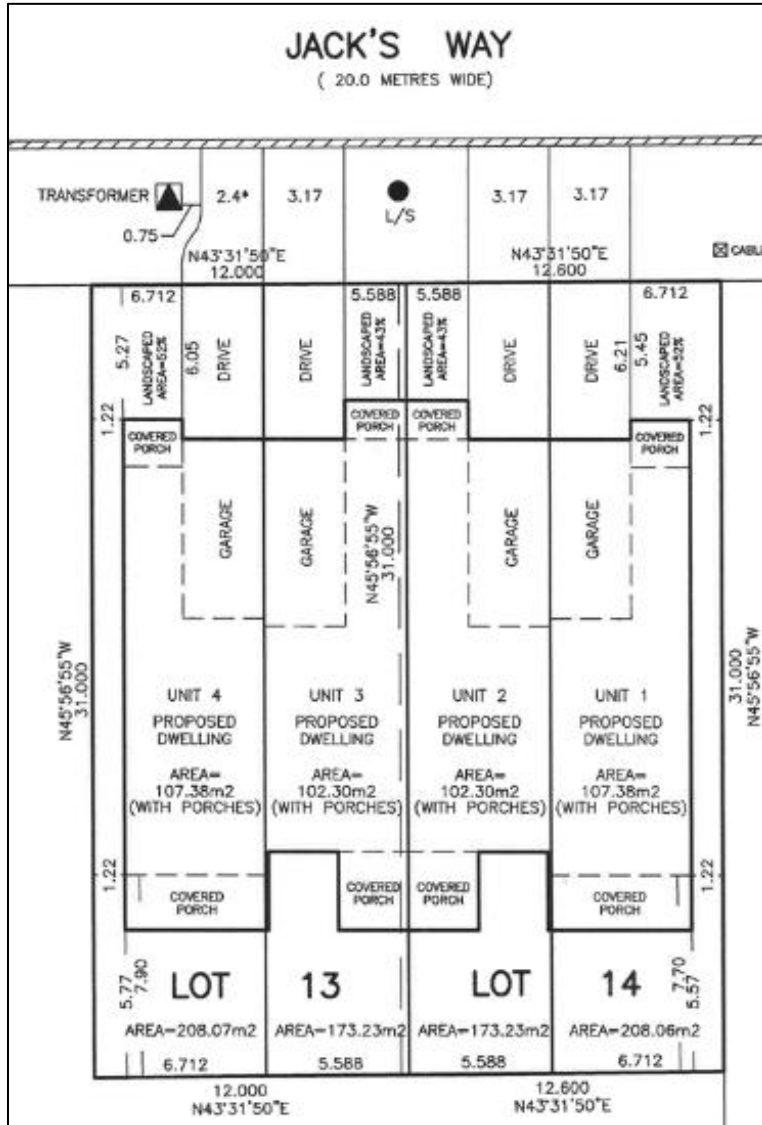 JACK'S WAY
( 20.0 METRES WIDE)
TRANSFORMER
2.4*
3.17
L/S
3.17
3.17
0.75
N43°31'50"E
12.000
N43°31'50"E
12.600
CABLE
6.712
5.588
5.588
6.712
5.27
LANDSCAPED
AREA=52%
6.05
DRIVE
DRIVE
LANDSCAPED
AREA=43%
LANDSCAPED
AREA=43%
DRIVE
DRIVE
6.21
5.45
LANDSCAPED
AREA=52%
1.22
COVERED
PORCH
COVERED
PORCH
COVERED
PORCH
COVERED
PORCH
1.22
GARAGE
GARAGE
N45°56'55"W
31.000
GARAGE
GARAGE
N45°56'55"W
31.000
31.000
N45°56'55"W
UNIT 4
PROPOSED
DWELLING
AREA=
107.38m2
(WITH PORCHES)
UNIT 3
PROPOSED
DWELLING
AREA=
102.30m2
(WITH PORCHES)
UNIT 2
PROPOSED
DWELLING
AREA=
102.30m2
(WITH PORCHES)
UNIT 1
PROPOSED
DWELLING
AREA=
107.38m2
(WITH PORCHES)
1.22
COVERED
PORCH
COVERED
PORCH
COVERED
PORCH
COVERED
PORCH
1.22
5.77
7.90
LOT 13
LOT 14
7.70
5.57
AREA=208.07m2
AREA=173.23m2
AREA=173.23m2
AREA=208.06m2
6.712
5.588
5.588
6.712
12.000
N43°31'50"E
12.600
N43°31'50"E